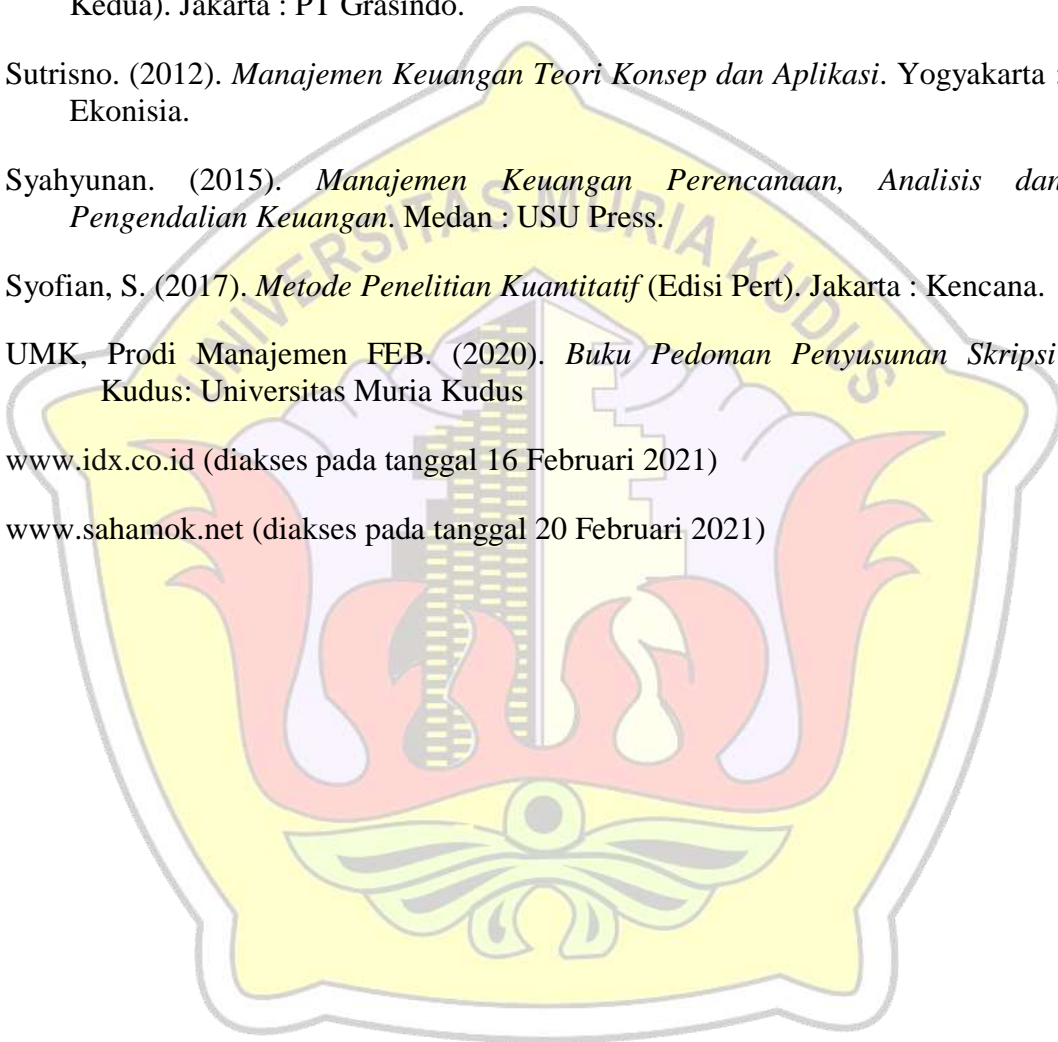 Kedua). Jakarta : PT Grasindo.
Sutrisno. (2012). Manajemen Keuangan Teori Konsep dan Aplikasi. Yogyakarta :
Ekonisia.
Syahyunan. (2015). Manajemen Keuangan Perencanaan, Analisis dan
Pengendalian Keuangan. Medan : USU Press.
Syofian, S. (2017). Metode Penelitian Kuantitatif (Edisi Pert). Jakarta : Kencana.
UMK, Prodi Manajemen FEB. (2020). Buku Pedoman Penyusunan Skripsi
Kudus: Universitas Muria Kudus
www.idx.co.id (diakses pada tanggal 16 Februari 2021)
www.sahamok.net (diakses pada tanggal 20 Februari 2021)
UNIVERSITAS MURIA KUDUS